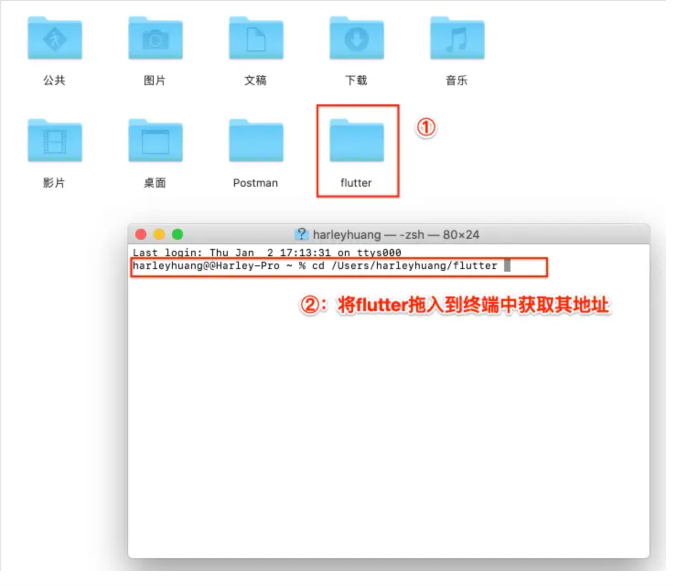 公共
图片
文稿
下载
音乐
影片
桌面
Postman
flutter
①
harleyhuang — -zsh — 80×24
Last login: Thu Jan  2 17:13:31 on ttys000
harleyhuang@@Harley-Pro ~ % cd /Users/harleyhuang/flutter
②：将flutter拖入到终端中获取其地址